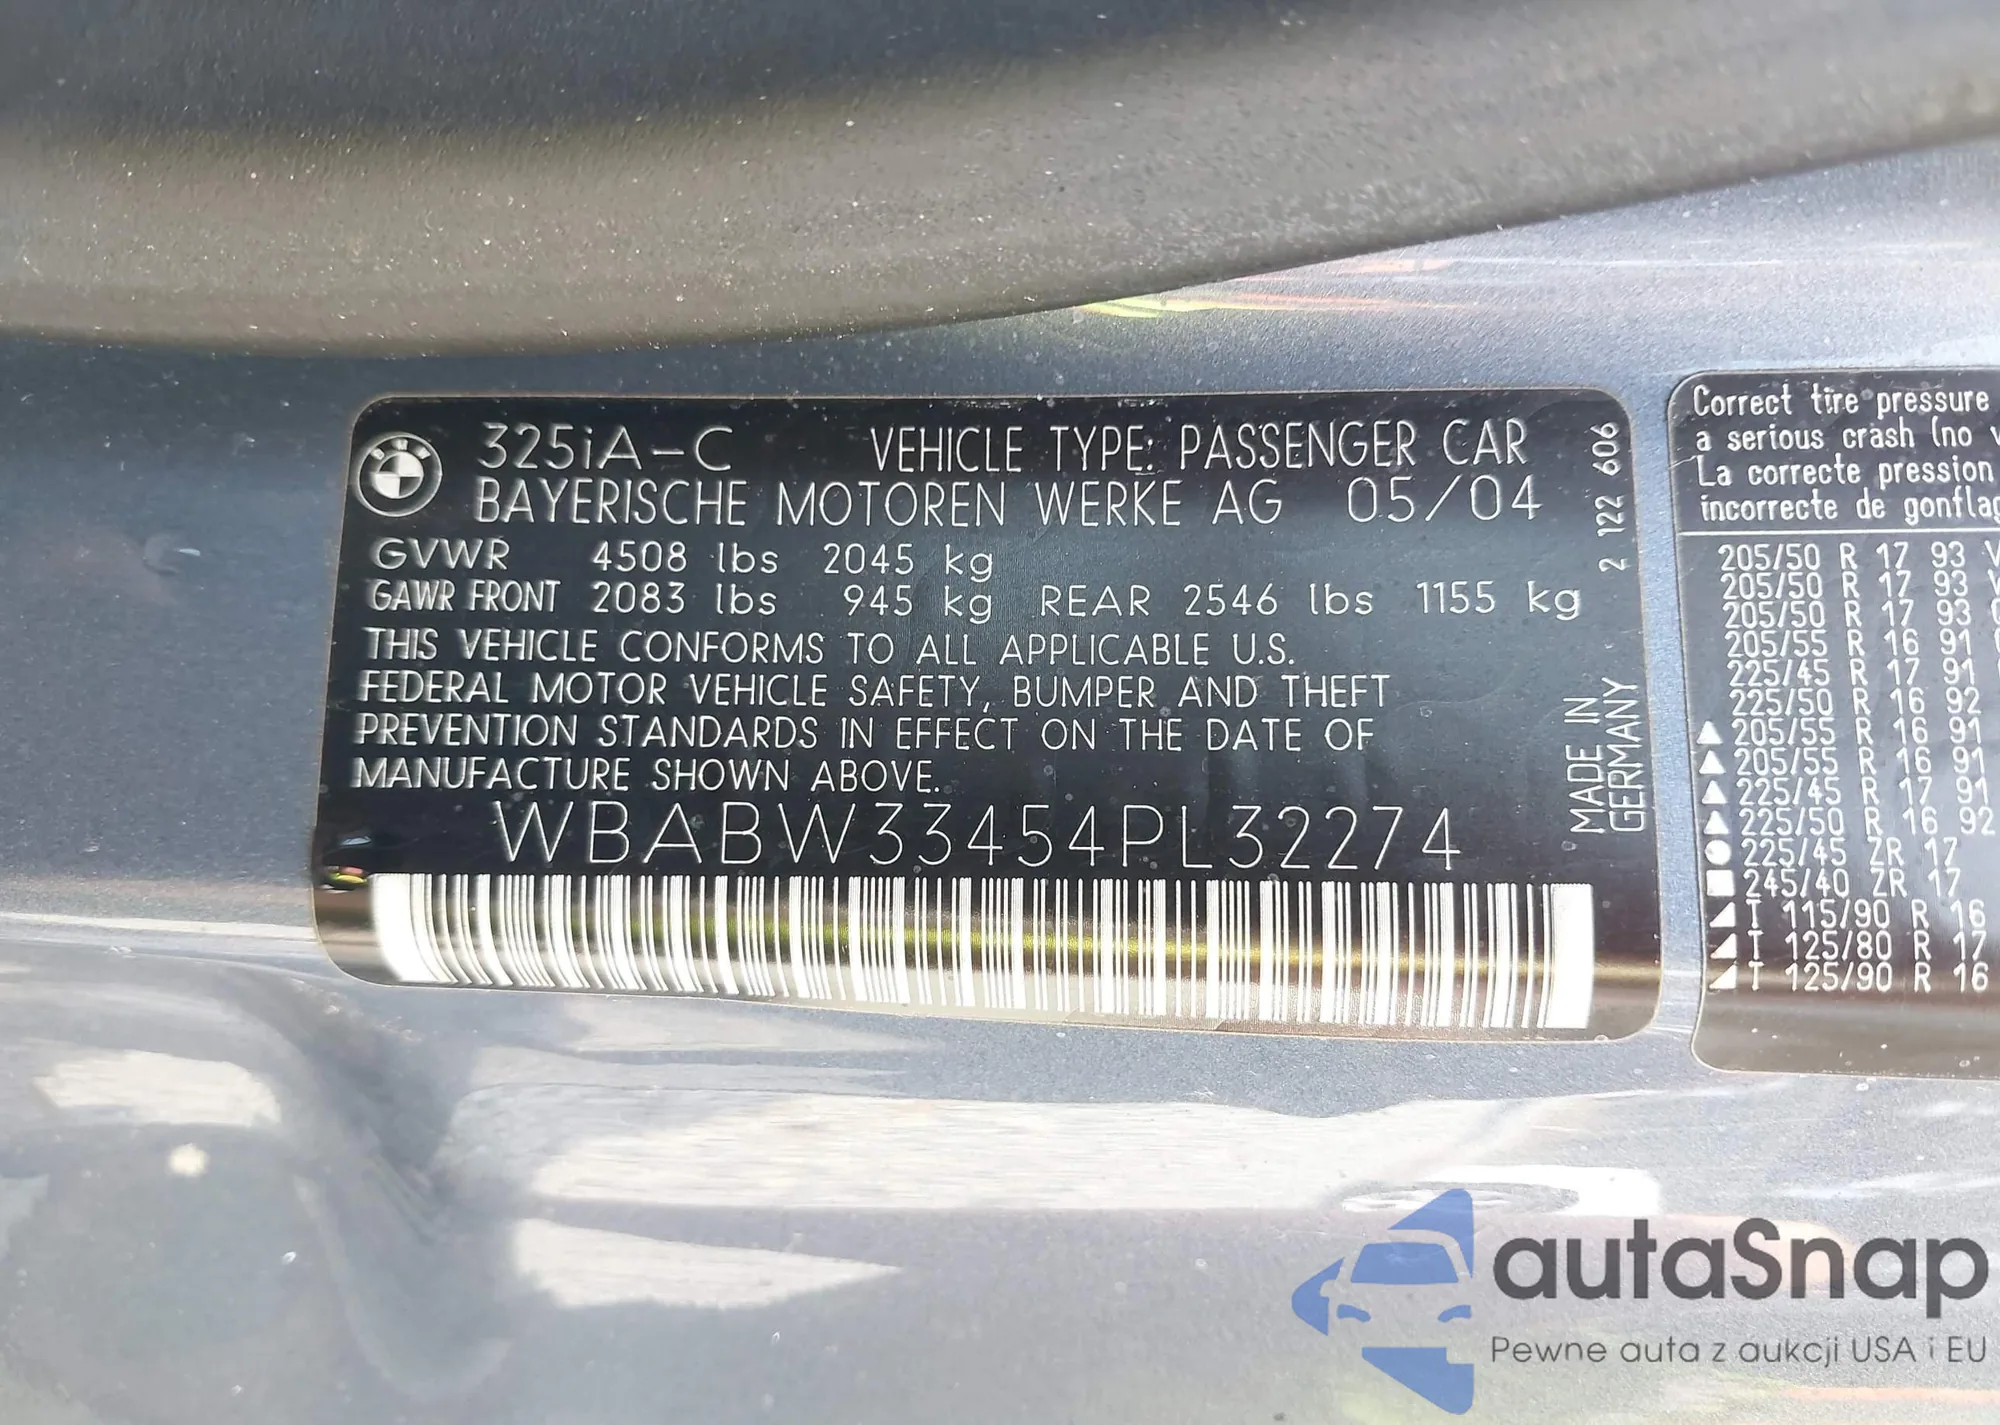 325iA-C VEHICLE TYPE: PASSENGER CAR
BAYERISCHE MOTOREN WERKE AG 05/04
GVWR 4508 lbs 2045 kg
GAWR FRONT 2083 lbs 945 kg REAR 2546 lbs 1155 kg
THIS VEHICLE CONFORMS TO ALL APPLICABLE U.S.
FEDERAL MOTOR VEHICLE SAFETY, BUMPER AND THEFT
PREVENTION STANDARDS IN EFFECT ON THE DATE OF
MANUFACTURE SHOWN ABOVE.
WBABW33454PL32274
2 122 606
MADE IN
GERMANY
Correct tire pressure
a serious crash (no
La correcte pression
incorrecte de
205/50 R 17 93 V
205/50 R 17 93
205/50 R 17 93
205/55 R 16 91
225/45 R 17 91
225/50 R 16 92
205/55 R 16 91
205/55 R 16 91
225/45 R 17 91
225/50 R 16 92
225/45 ZR 17
245/40 ZR 17
T 115/90 R 16
T 125/80 R 17
T 125/90 R 16
autaSnap
Pewne auta z aukcji USA i EU